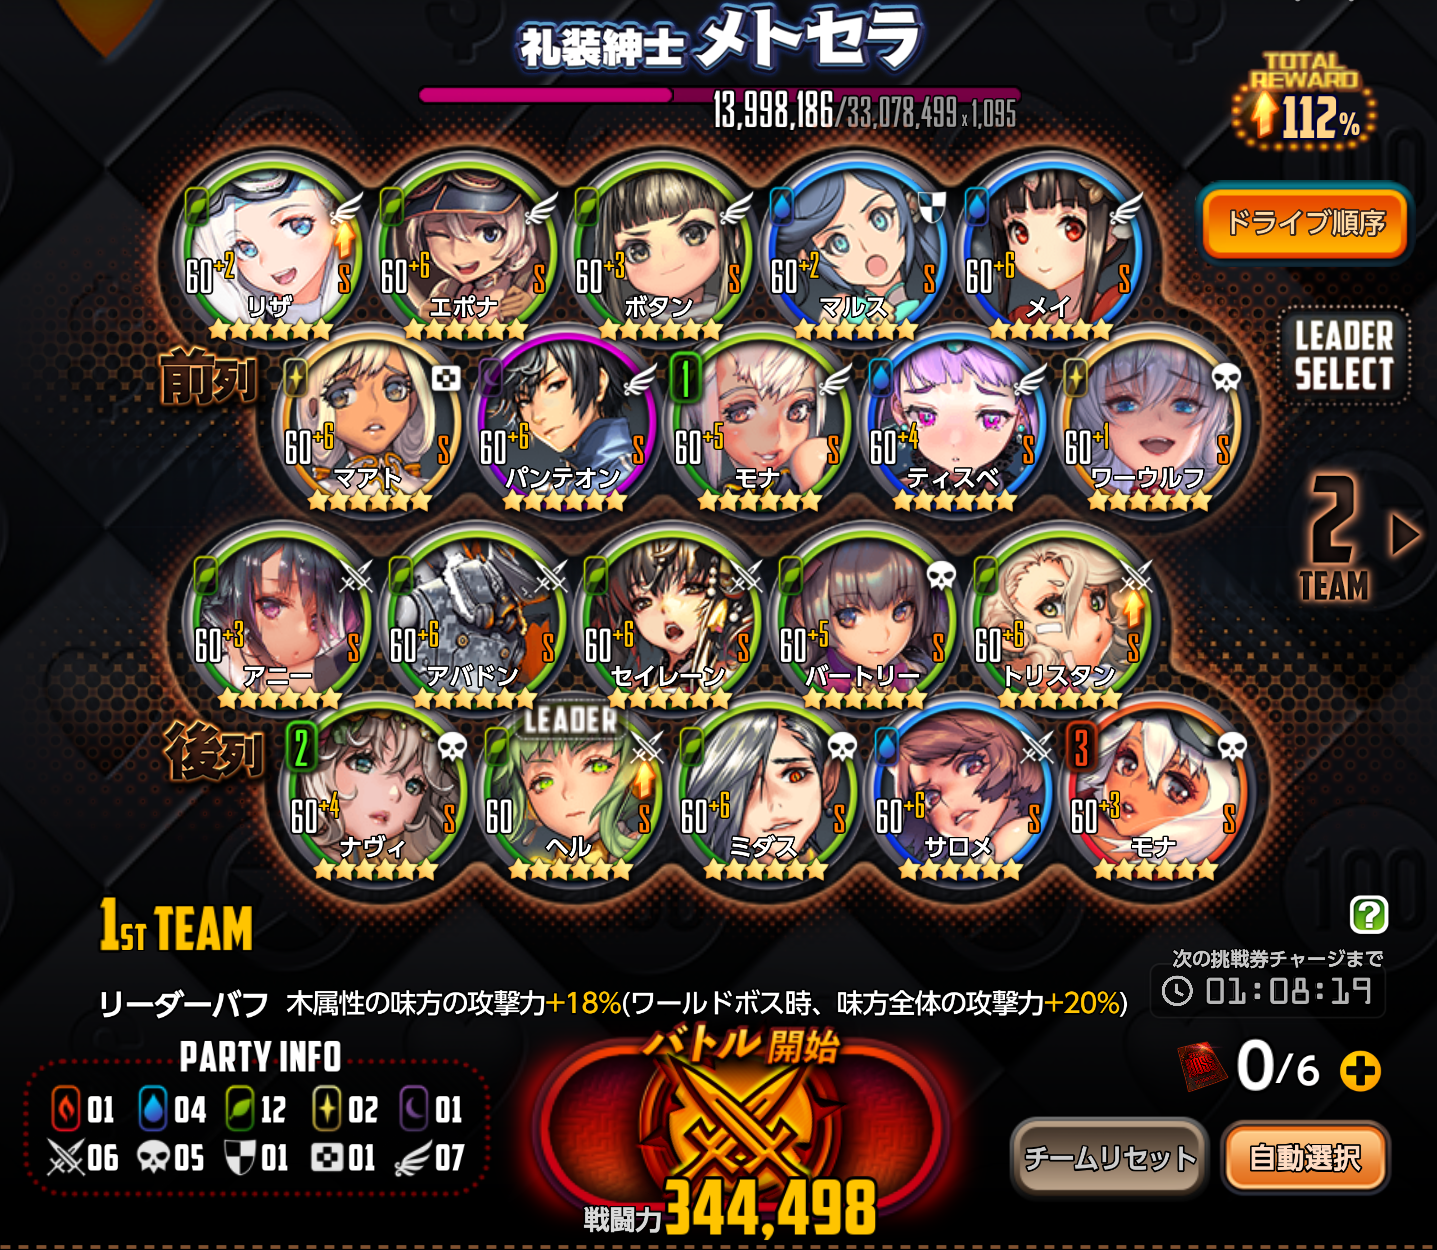 礼装紳士 メトセラ
13,998,186/33,078,499 x 1,095
TOTAL
REWARD
112%
ドライブ順序
60 +2 S リザ
60 +6 S エポナ
60 +3 S ボタン
60 +2 S マルス
60 +6 S メイ
LEADER
SELECT
前列
60 +6 S マアト
60 +6 S パンテオン
1 60 +5 S モナ
60 +4 S ティスベ
60 +1 S ワーウルフ
2
TEAM
60 +3 S アニー
60 +6 S アバドン
60 +6 S セイレーン
60 +5 S バートリー
60 +6 S トリスタン
後列
2 60 +4 S ナヴィ
LEADER
60 S ヘル
60 +6 S ミダス
60 +6 S サロメ
3 60 +3 S モナ
1ST TEAM
?
次の挑戦券チャージまで
01:08:19
リーダーバフ 木属性の味方の攻撃力+18%(ワールドボス時、味方全体の攻撃力+20%)
PARTY INFO
01 04 12 02 01
06 05 01 01 07
バトル 開始
戦闘力 344,498
BOSS
0/6
チームリセット
自動選択